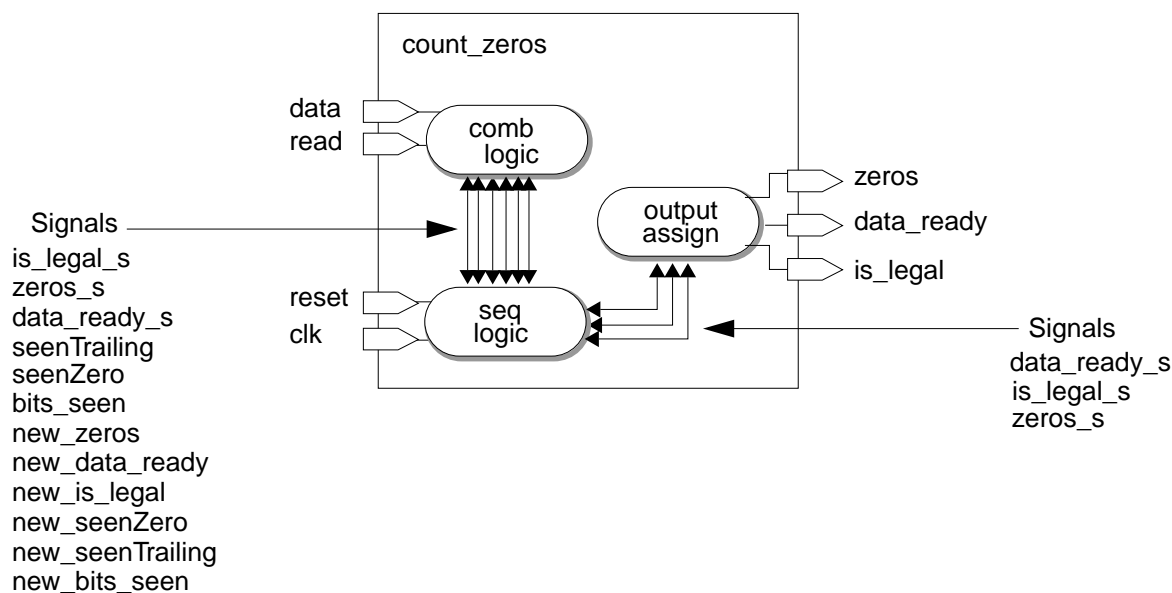 count_zeros
data
read
comb
logic
zeros
data_ready
is_legal
output
assign
Signals
is_legal_s
zeros_s
data_ready_s
seenTrailing
seenZero
bits_seen
new_zeros
new_data_ready
new_is_legal
new_seenZero
new_seenTrailing
new_bits_seen
reset
clk
seq
logic
Signals
data_ready_s
is_legal_s
zeros_s